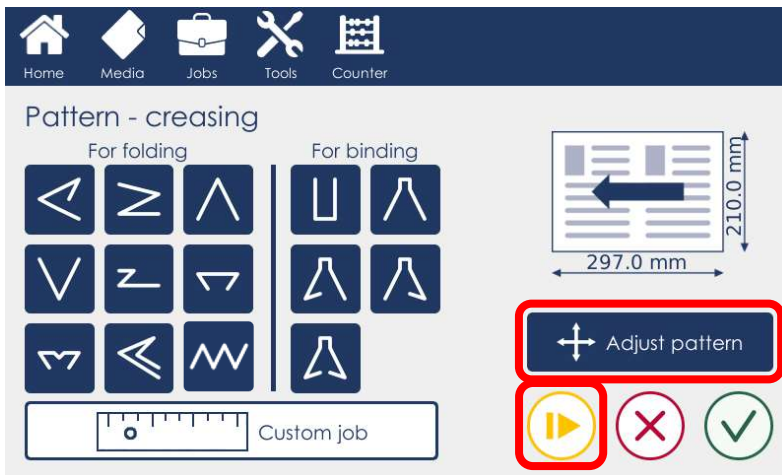 Home Media Jobs Tools Counter
Pattern - creasing
For folding For binding
210.0 mm
297.0 mm
Adjust pattern
Custom job